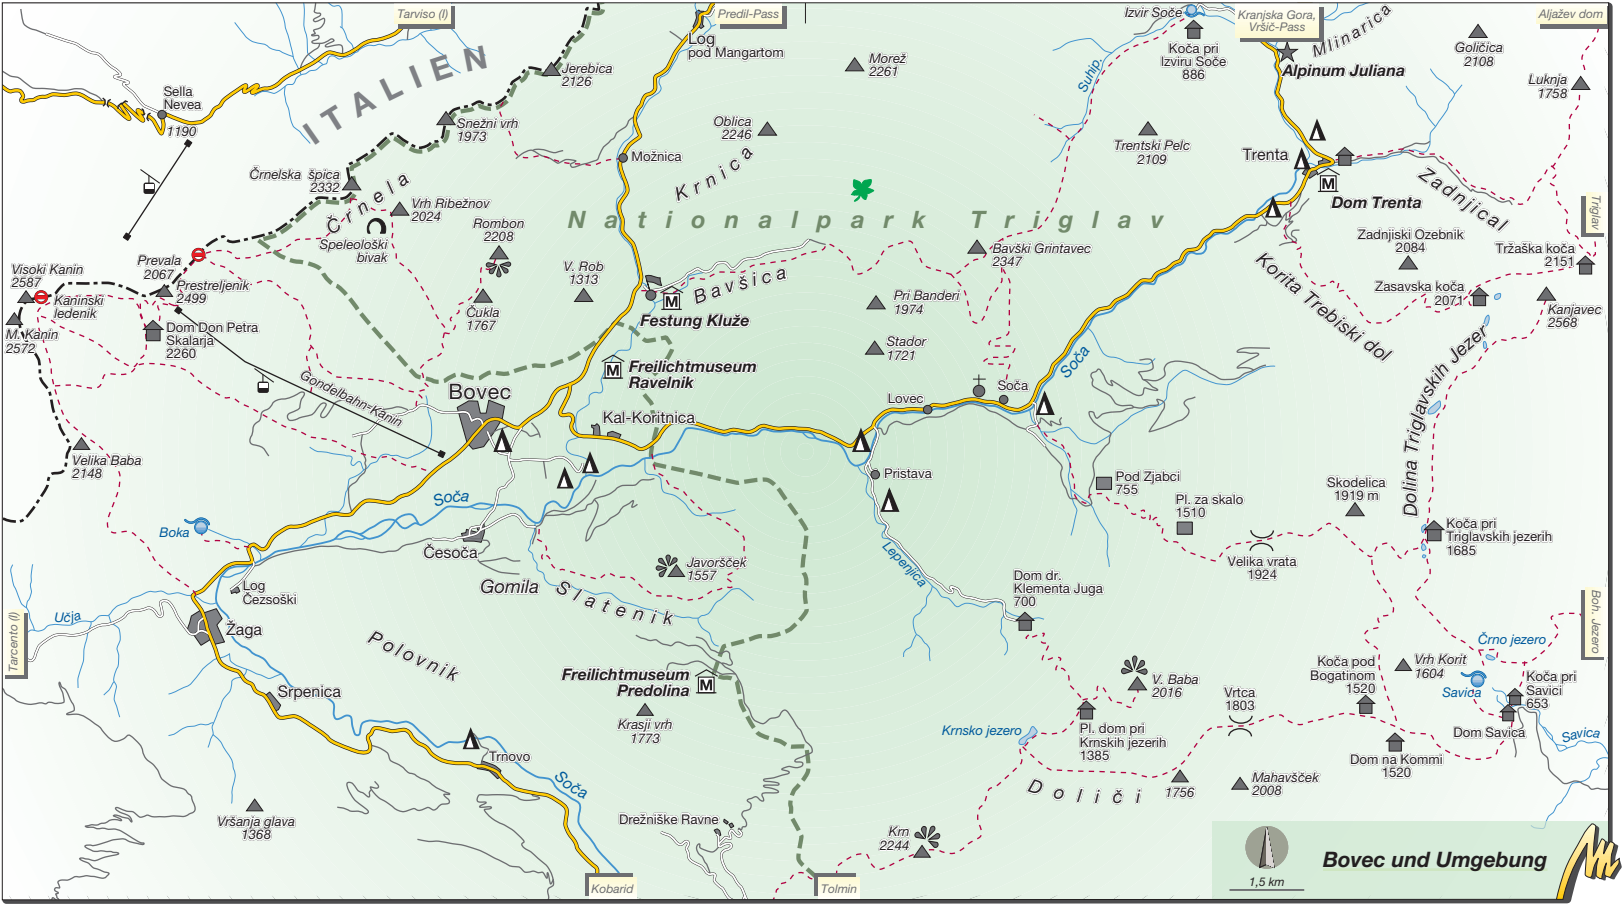 Tarviso (I)
Predil-Pass
Izvir Soče
Kranjska Gora,
Vršič-Pass
Mlinarica
Aljažev dom
ITALIEN
Log
pod Mangartom
Jerebica
2126
Morež
2261
Suhip.
Koča pri
Izviru Soče
886
Alpinum Juliana
Goličica
2108
Luknja
1758
Sella
Nevea
1190
Snežni vrh
1973
Oblica
2246
Možnica
Krnica
Trentski Pelc
2109
Trenta
Zadnjical
Dom Trenta
Črnelska špica
2332
Črnela
Vrh Ribežnov
2024
Speleološki
bivak
Rombon
2208
Nationalpark Triglav
Triglav
Zadnjiski Ozebnik
2084
Tržaška koča
2151
Prevala
2067
Visoki Kanin
2587
Kaninski
ledenik
Prestreljenik
2499
V. Rob
1313
Bavšica
Bavški Grintavec
2347
Korita Trebiski dol
Zasavska koča
2071
Kanjavec
2568
M. Kanin
2572
Dom Don Petra
Skalarja
2260
Čukla
1767
Festung Kluže
Pri Banderi
1974
Stador
1721
Gondelbahn-Kanin
Bovec
Freilichtmuseum
Ravelnik
Kal-Koritnica
Soča
Lovec
Soča
Dolina Triglavskih Jezer
Velika Baba
2148
Soča
Pristava
Pod Zjabci
755
Pl. za skalo
1510
Skodelica
1919 m
Boka
Česoča
Koča pri
Triglavskih jezerih
1685
Velika vrata
1924
Lepenjica
Javoršček
1557
Gomila
Slatenik
Log
Čezsoški
Dom dr.
Klementa Juga
700
Boh. Jezero
Tarcento (I)
Učja
Žaga
Polovnik
Črno jezero
Koča pod
Bogatinom
1520
Vrh Korit
1604
Savica
Koča pri
Savici
653
Freilichtmuseum
Predolina
V. Baba
2016
Vrtca
1803
Srpenica
Krasji vrh
1773
Krnsko jezero
Pl. dom pri
Krnskih jezerih
1385
Dom Savica
Savica
Dom na Kommi
1520
Trnovo
Soča
Doliči
1756
Mahavšček
2008
Vršanja glava
1368
Drežniške Ravne
Krn
2244
Kobarid
Tolmin
1,5 km
Bovec und Umgebung